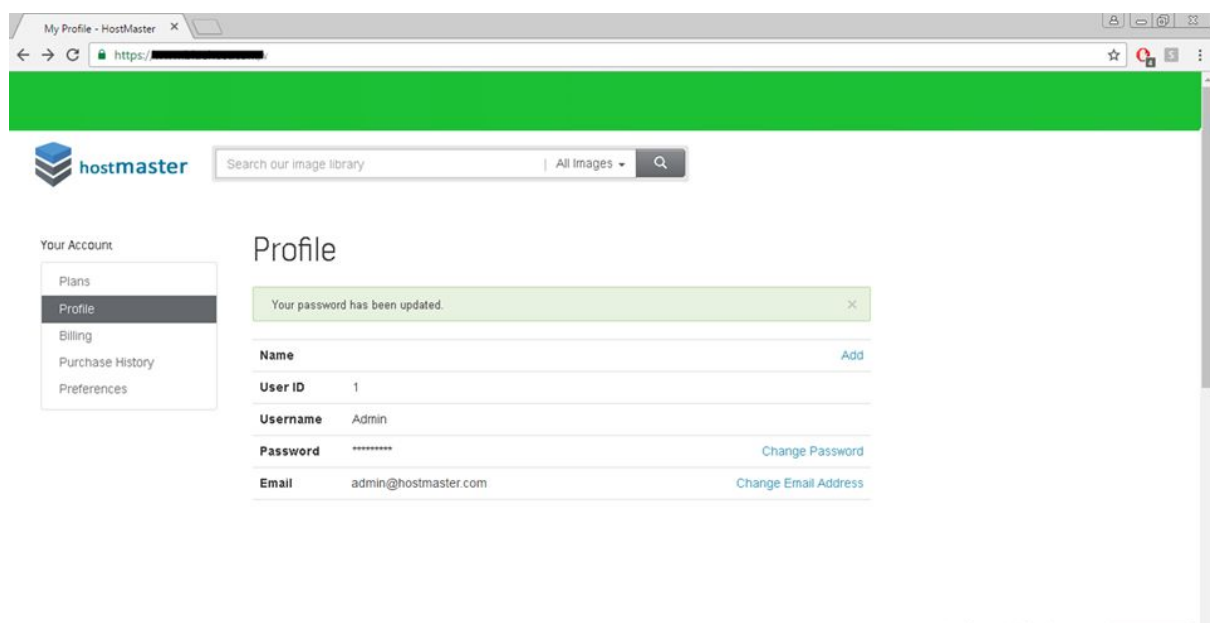 My Profile - HostMaster
https://
hostmaster
Search our image library | All Images
Your Account
Profile
Plans
Profile
Billing
Purchase History
Preferences
Your password has been updated.
Name Add
User ID 1
Username Admin
Password ********* Change Password
Email admin@hostmaster.com Change Email Address